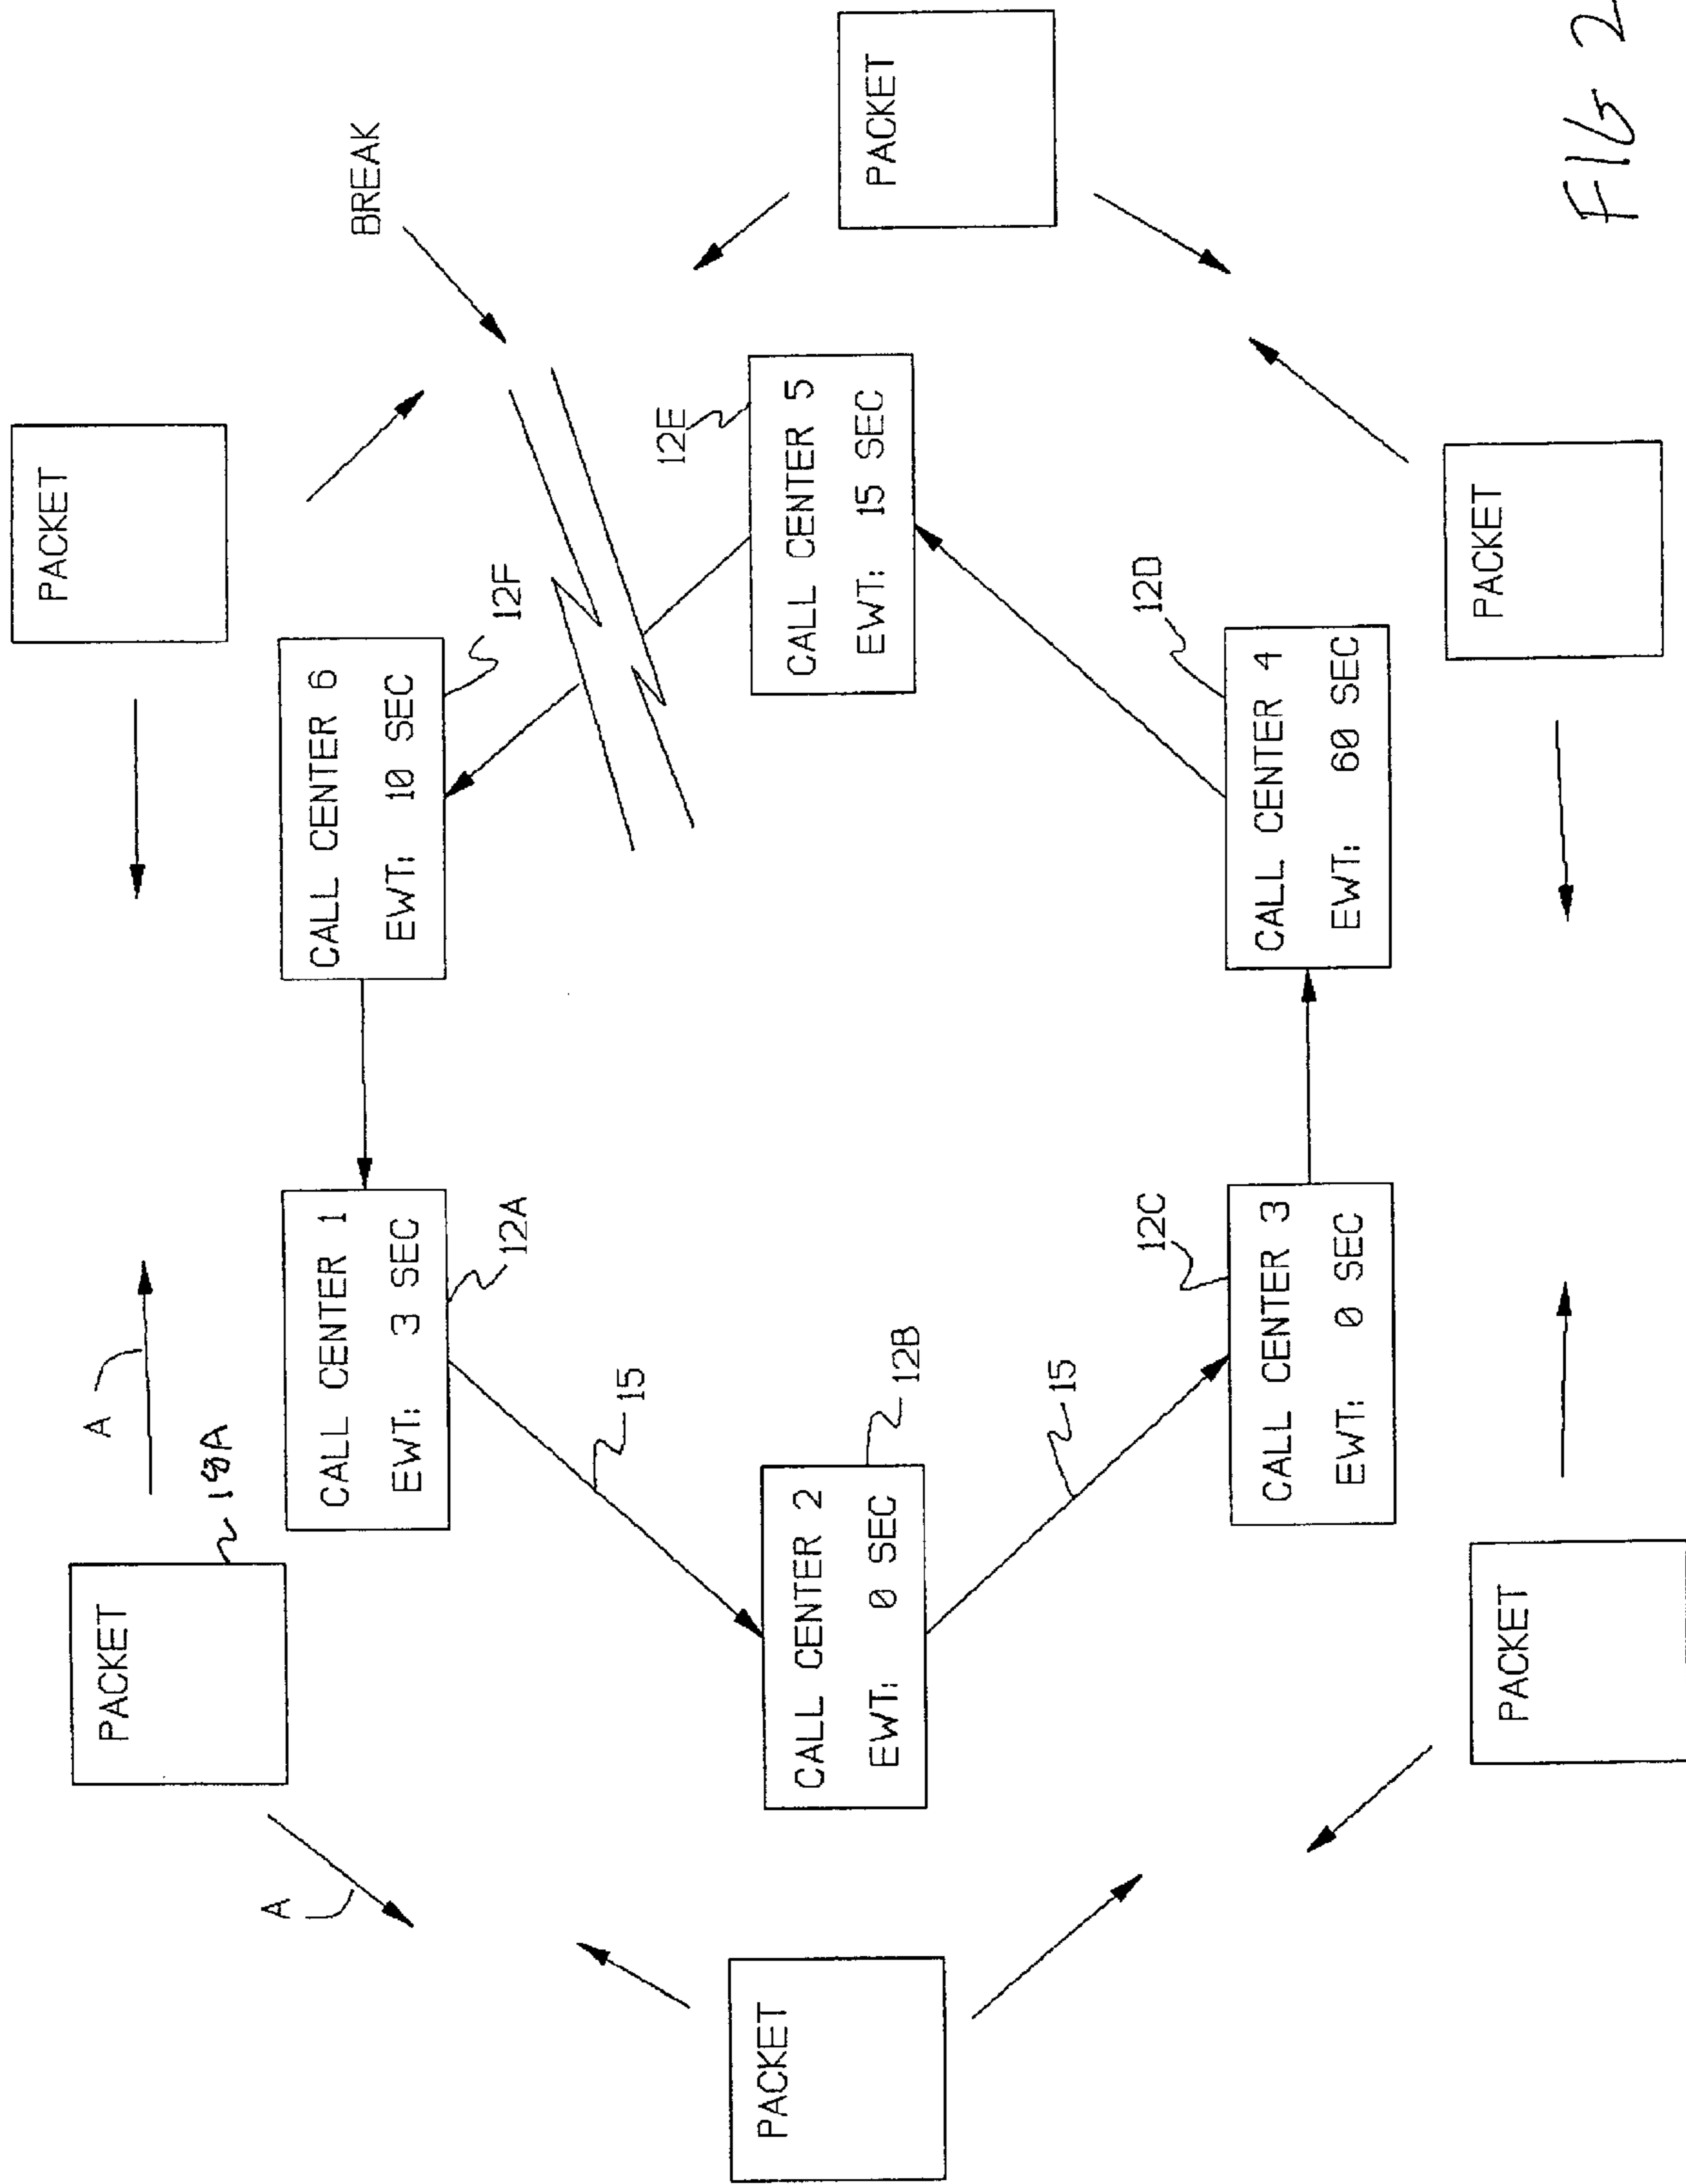 PACKET
18A
A
A
PACKET
BREAK
CALL CENTER 1
EWT: 3 SEC
12A
CALL CENTER 6
EWT: 10 SEC
12F
15
PACKET
CALL CENTER 2
EWT: 0 SEC
12B
CALL CENTER 5
EWT: 15 SEC
12E
PACKET
15
CALL CENTER 3
EWT: 0 SEC
12C
CALL CENTER 4
EWT: 60 SEC
12D
PACKET
PACKET
FIG 2